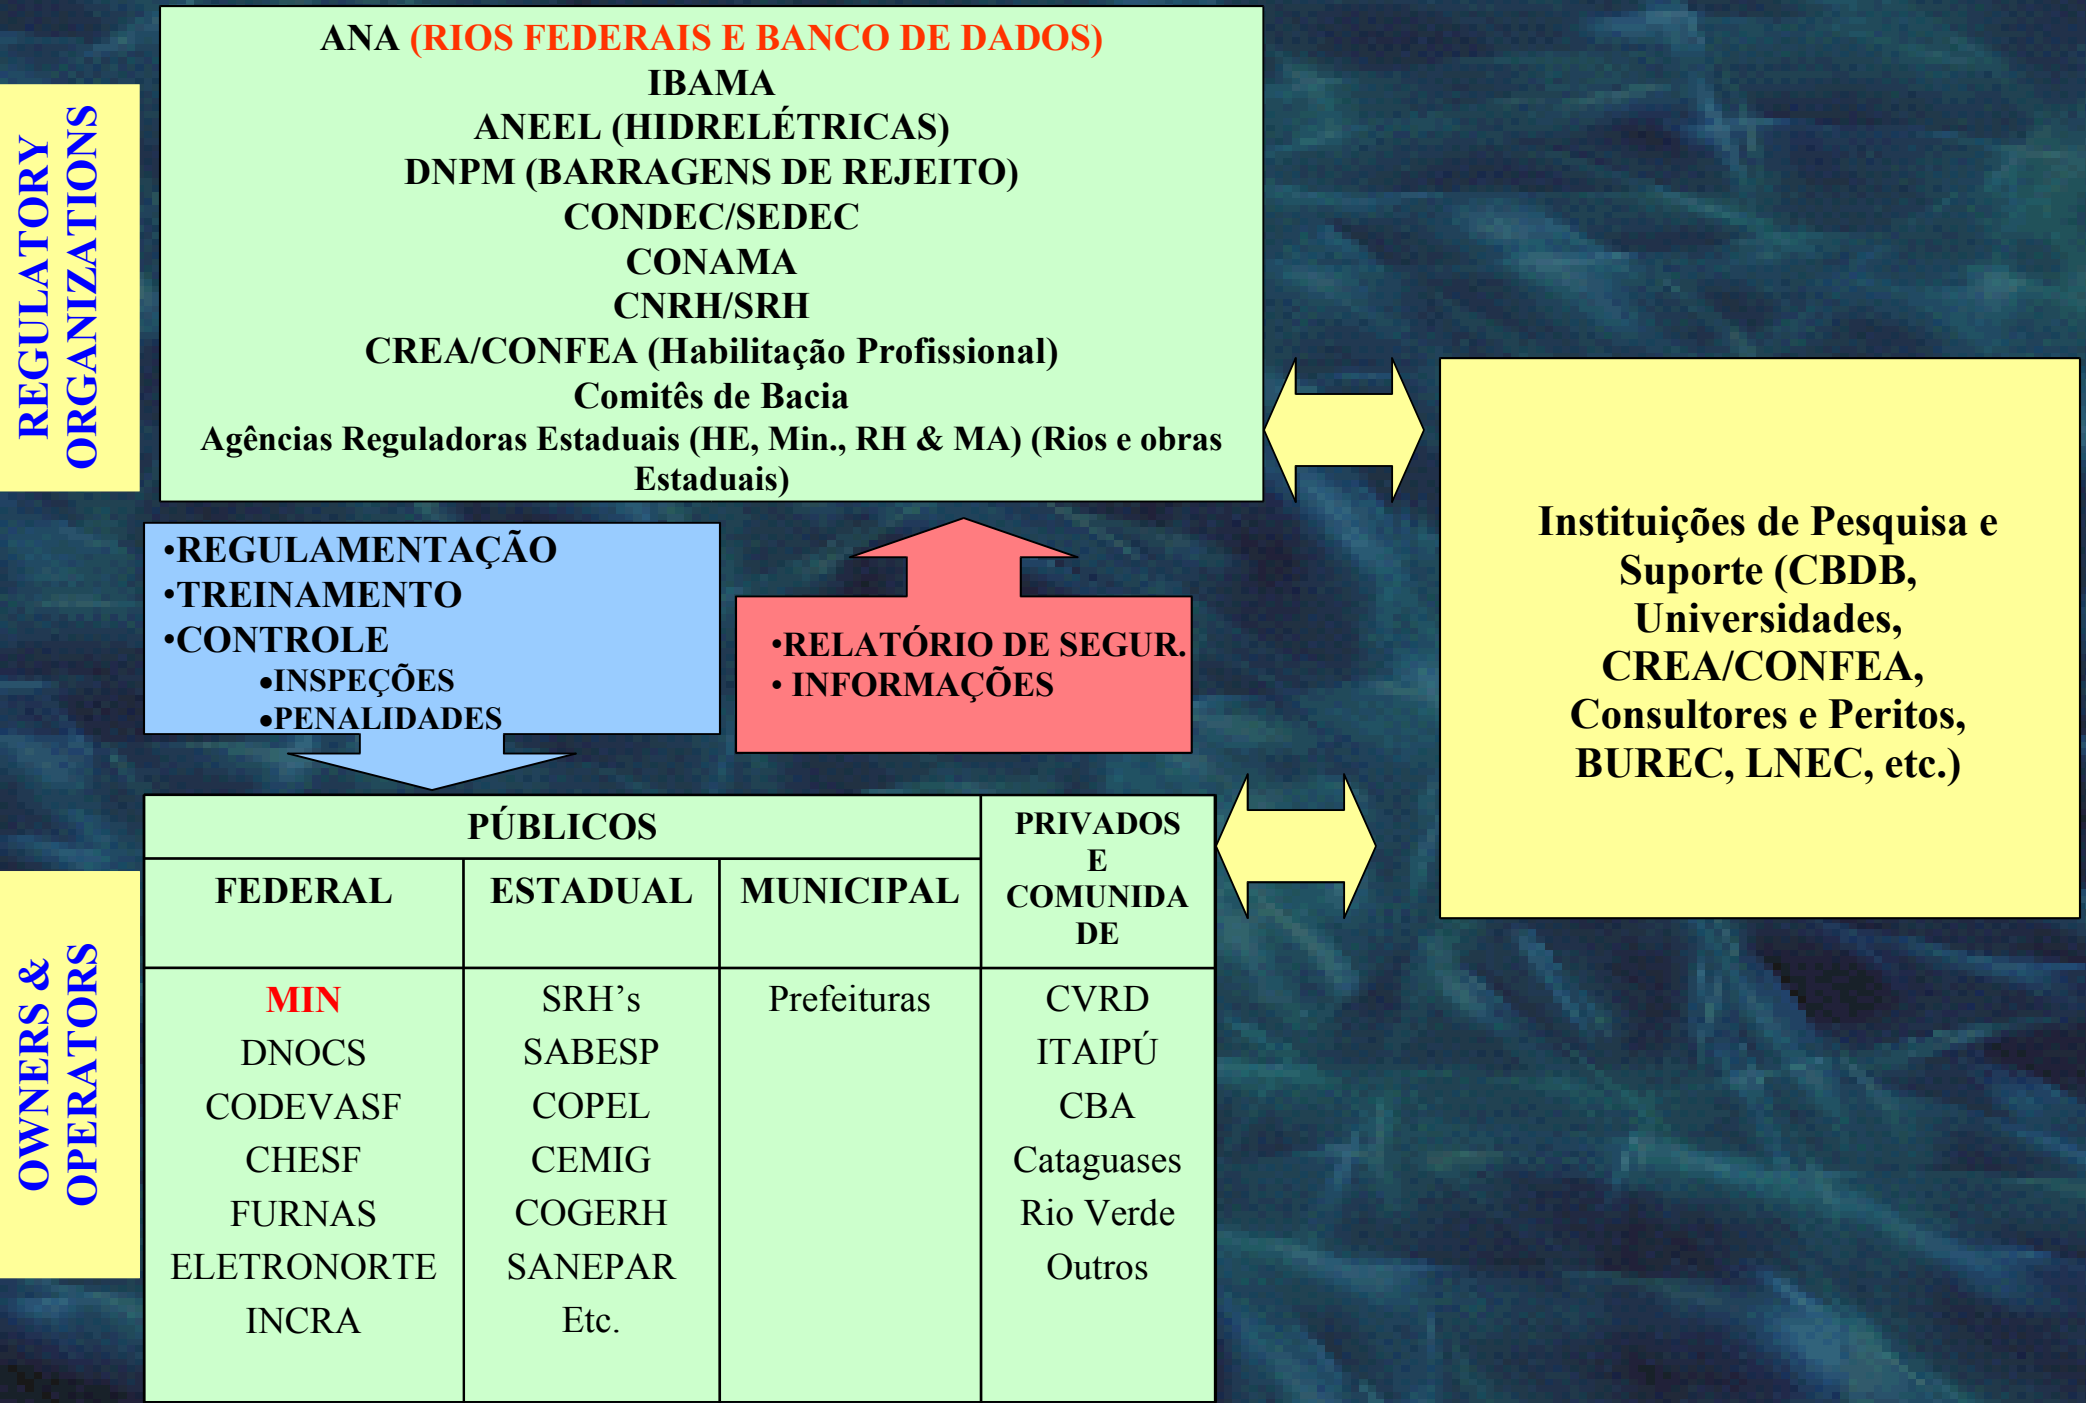 REGULATORY
ORGANIZATIONS
ANA (RIOS FEDERAIS E BANCO DE DADOS)
IBAMA
ANEEL (HIDRELÉTRICAS)
DNPM (BARRAGENS DE REJEITO)
CONDEC/SEDEC
CONAMA
CNRH/SRH
CREA/CONFEA (Habilitação Profissional)
Comitês de Bacia
Agências Reguladoras Estaduais (HE, Min., RH & MA) (Rios e obras
Estaduais)
•REGULAMENTAÇÃO
•TREINAMENTO
•CONTROLE
•INSPEÇÕES
•PENALIDADES
•RELATÓRIO DE SEGUR.
• INFORMAÇÕES
Instituições de Pesquisa e
Suporte (CBDB,
Universidades,
CREA/CONFEA,
Consultores e Peritos,
BUREC, LNEC, etc.)
OWNERS &
OPERATORS
PÚBLICOS
FEDERAL
ESTADUAL
MUNICIPAL
PRIVADOS
E
COMUNIDA
DE
MIN
DNOCS
CODEVASF
CHESF
FURNAS
ELETRONORTE
INCRA
SRH’s
SABESP
COPEL
CEMIG
COGERH
SANEPAR
Etc.
Prefeituras
CVRD
ITAIPÚ
CBA
Cataguases
Rio Verde
Outros